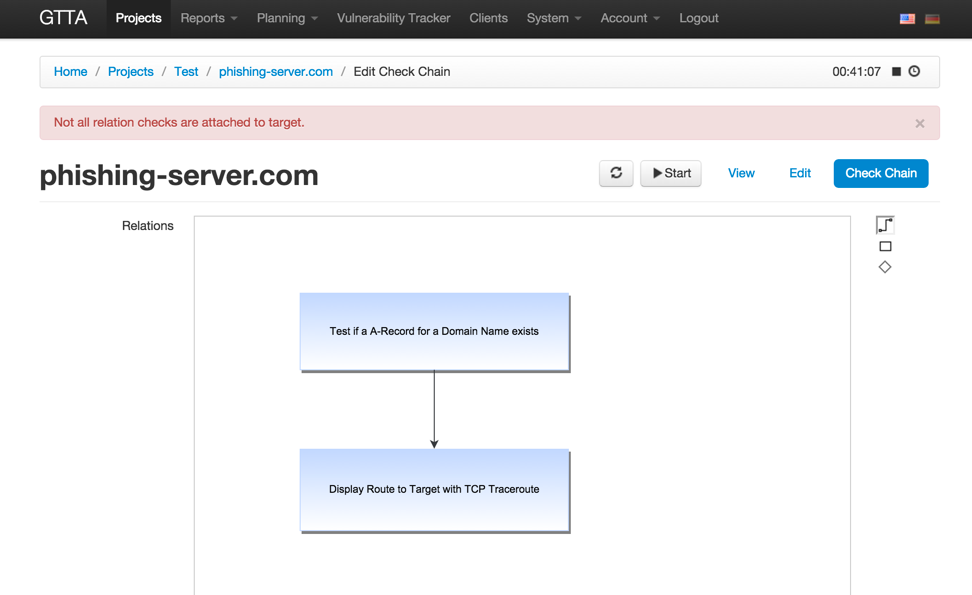 GTTA Projects Reports Planning Vulnerability Tracker Clients System Account Logout
Home / Projects / Test / phishing-server.com / Edit Check Chain 00:41:07
Not all relation checks are attached to target. ×
phishing-server.com Start View Edit Check Chain
Relations
Test if a A-Record for a Domain Name exists
Display Route to Target with TCP Traceroute